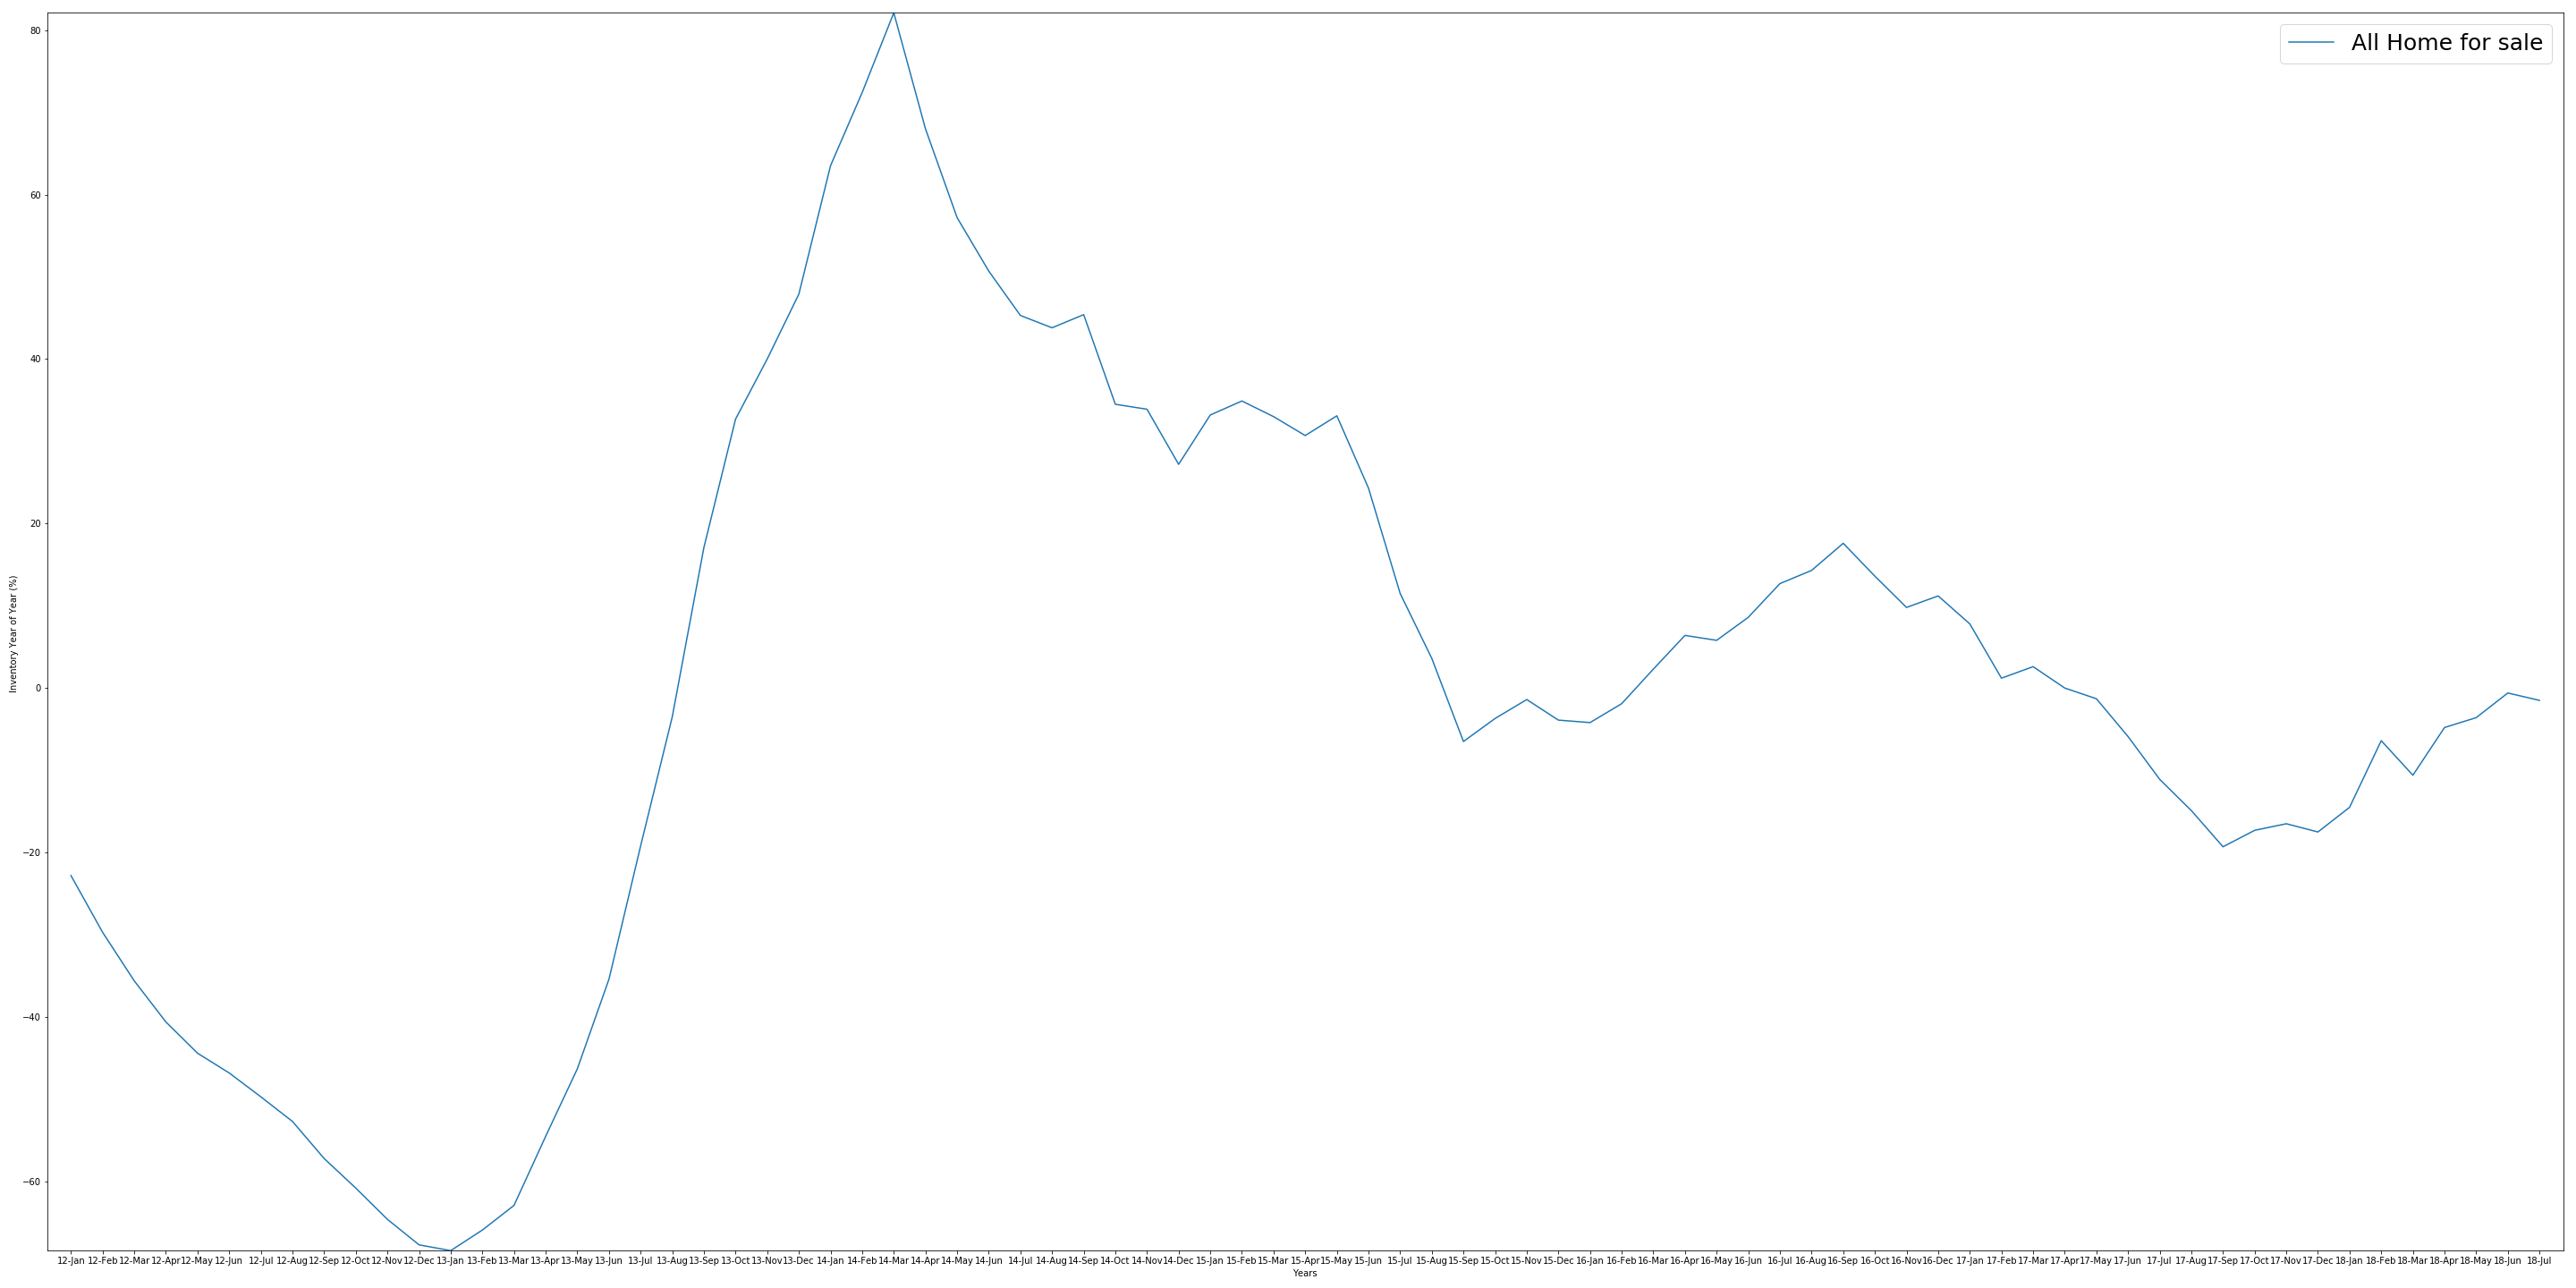 All Home for sale
80
60
40
20
0
−20
−40
−60
Inventory Year of Year (%)
12-Jan 12-Feb 12-Mar 12-Apr 12-May 12-Jun 12-Jul 12-Aug 12-Sep 12-Oct 12-Nov 12-Dec 13-Jan 13-Feb 13-Mar 13-Apr 13-May 13-Jun 13-Jul 13-Aug 13-Sep 13-Oct 13-Nov 13-Dec 14-Jan 14-Feb 14-Mar 14-Apr 14-May 14-Jun 14-Jul 14-Aug 14-Sep 14-Oct 14-Nov 14-Dec 15-Jan 15-Feb 15-Mar 15-Apr 15-May 15-Jun 15-Jul 15-Aug 15-Sep 15-Oct 15-Nov 15-Dec 16-Jan 16-Feb 16-Mar 16-Apr 16-May 16-Jun 16-Jul 16-Aug 16-Sep 16-Oct 16-Nov 16-Dec 17-Jan 17-Feb 17-Mar 17-Apr 17-May 17-Jun 17-Jul 17-Aug 17-Sep 17-Oct 17-Nov 17-Dec 18-Jan 18-Feb 18-Mar 18-Apr 18-May 18-Jun 18-Jul
Years